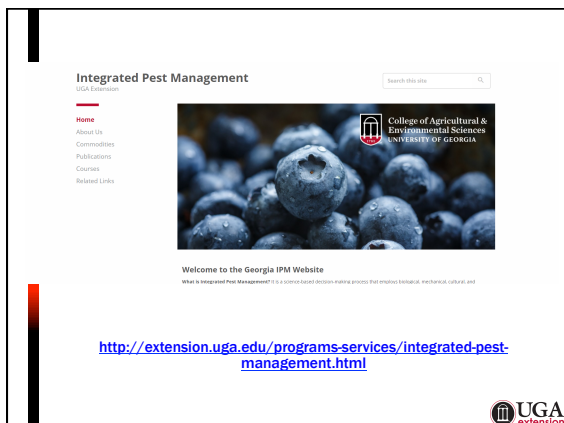 Integrated Pest Management
UGA Extension
Search this site
Home
About Us
Commodities
Publications
Courses
Related Links
College of Agricultural &
Environmental Sciences
UNIVERSITY OF GEORGIA
1785
Welcome to the Georgia IPM Website
What is Integrated Pest Management? It is a science-based decision-making process that employs biological, mechanical, cultural, and
http://extension.uga.edu/programs-services/integrated-pest-
management.html
UGA
extension